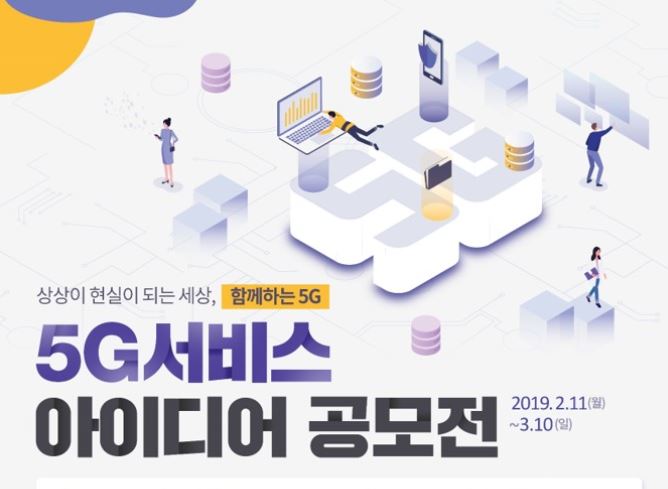 상상이 현실이 되는 세상, 함께하는 5G
5G서비스
아이디어 공모전
2019. 2.11(월)
~3.10(일)